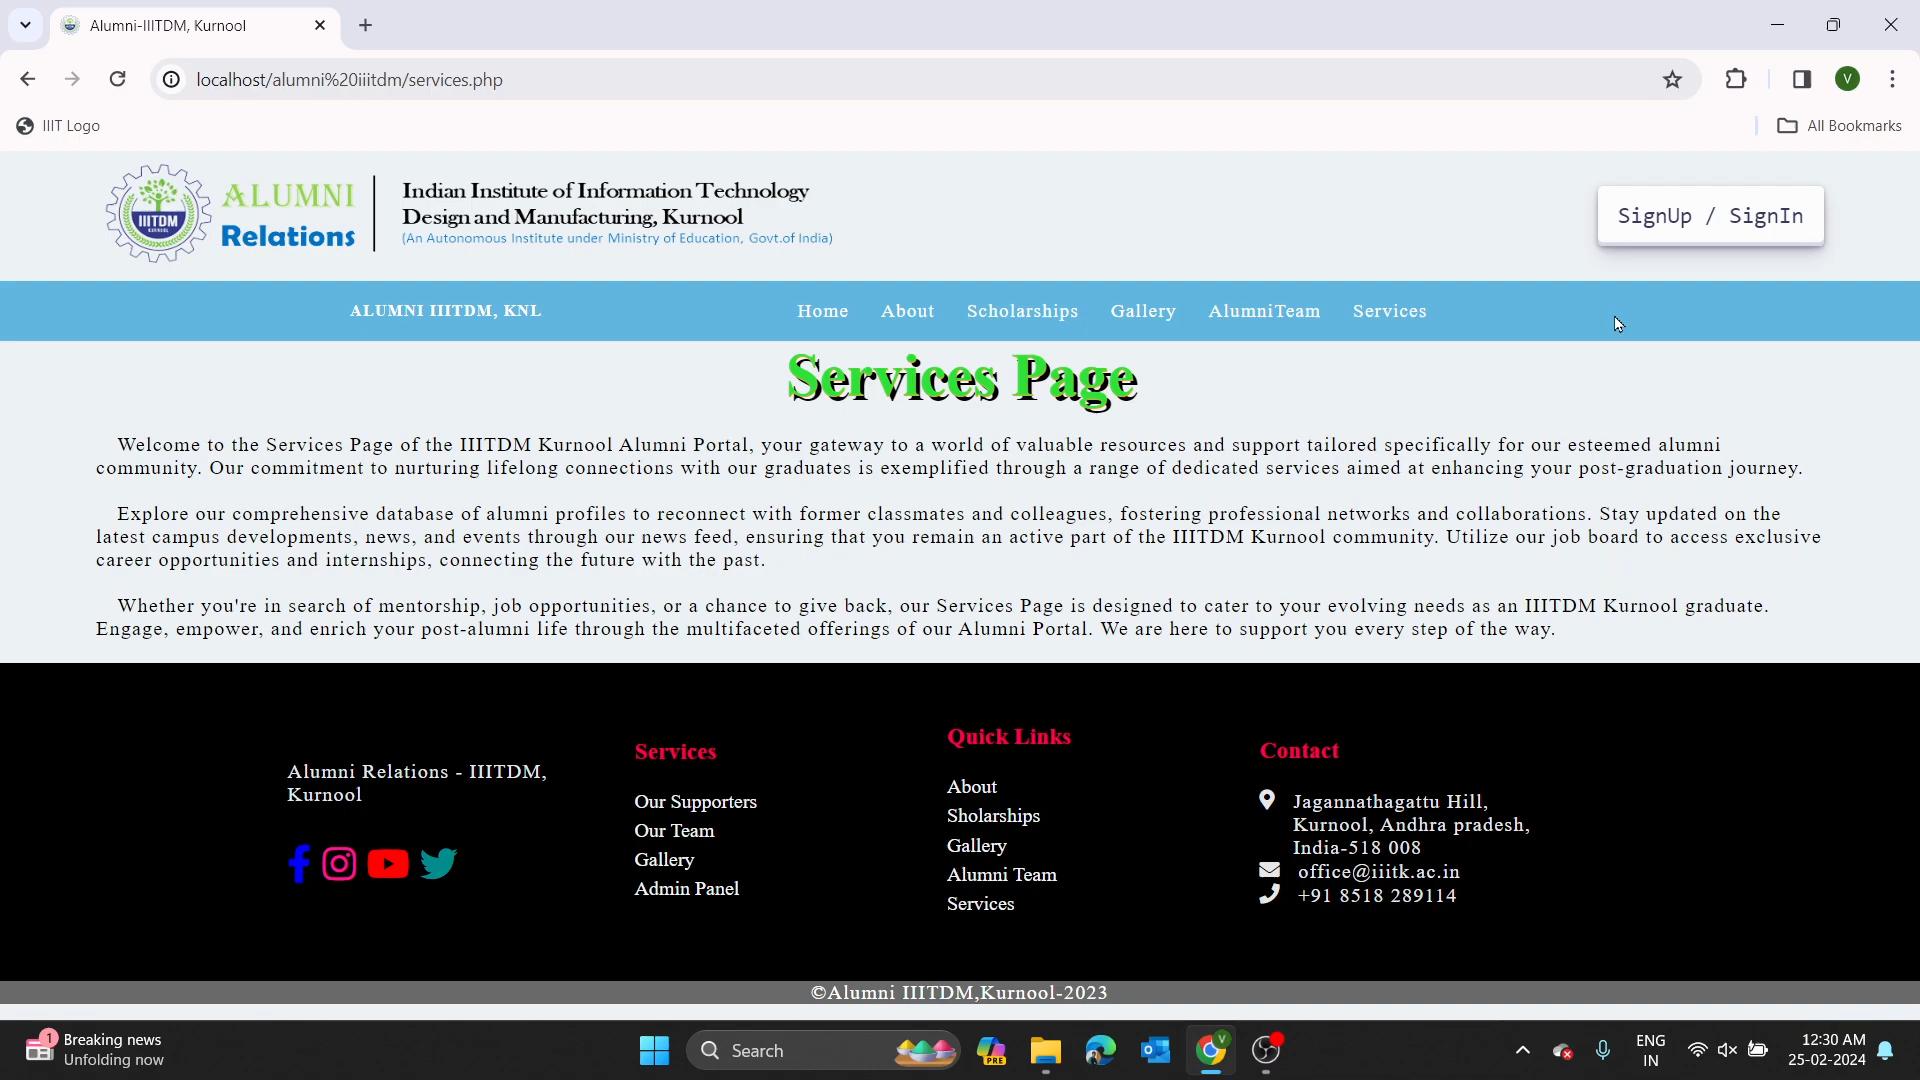 Alumni-IIITDM, Kurnool
localhost/alumni%20iiitdm/services.php
V
IIIT Logo
All Bookmarks
IIITDM
KURNOOL
ALUMNI
Relations
Indian Institute of Information Technology
Design and Manufacturing, Kurnool
(An Autonomous Institute under Ministry of Education, Govt.of India)
SignUp / SignIn
ALUMNI IIITDM, KNL
Home
About
Scholarships
Gallery
AlumniTeam
Services
Services Page
Welcome to the Services Page of the IIITDM Kurnool Alumni Portal, your gateway to a world of valuable resources and support tailored specifically for our esteemed alumni
community. Our commitment to nurturing lifelong connections with our graduates is exemplified through a range of dedicated services aimed at enhancing your post-graduation journey.
Explore our comprehensive database of alumni profiles to reconnect with former classmates and colleagues, fostering professional networks and collaborations. Stay updated on the
latest campus developments, news, and events through our news feed, ensuring that you remain an active part of the IIITDM Kurnool community. Utilize our job board to access exclusive
career opportunities and internships, connecting the future with the past.
Whether you're in search of mentorship, job opportunities, or a chance to give back, our Services Page is designed to cater to your evolving needs as an IIITDM Kurnool graduate.
Engage, empower, and enrich your post-alumni life through the multifaceted offerings of our Alumni Portal. We are here to support you every step of the way.
Alumni Relations - IIITDM,
Kurnool
Services
Our Supporters
Our Team
Gallery
Admin Panel
Quick Links
About
Sholarships
Gallery
Alumni Team
Services
Contact
Jagannathagattu Hill,
Kurnool, Andhra pradesh,
India-518 008
office@iiitk.ac.in
+91 8518 289114
©Alumni IIITDM,Kurnool-2023
1
Breaking news
Unfolding now
Search
PRE
V
ENG
IN
12:30 AM
25-02-2024